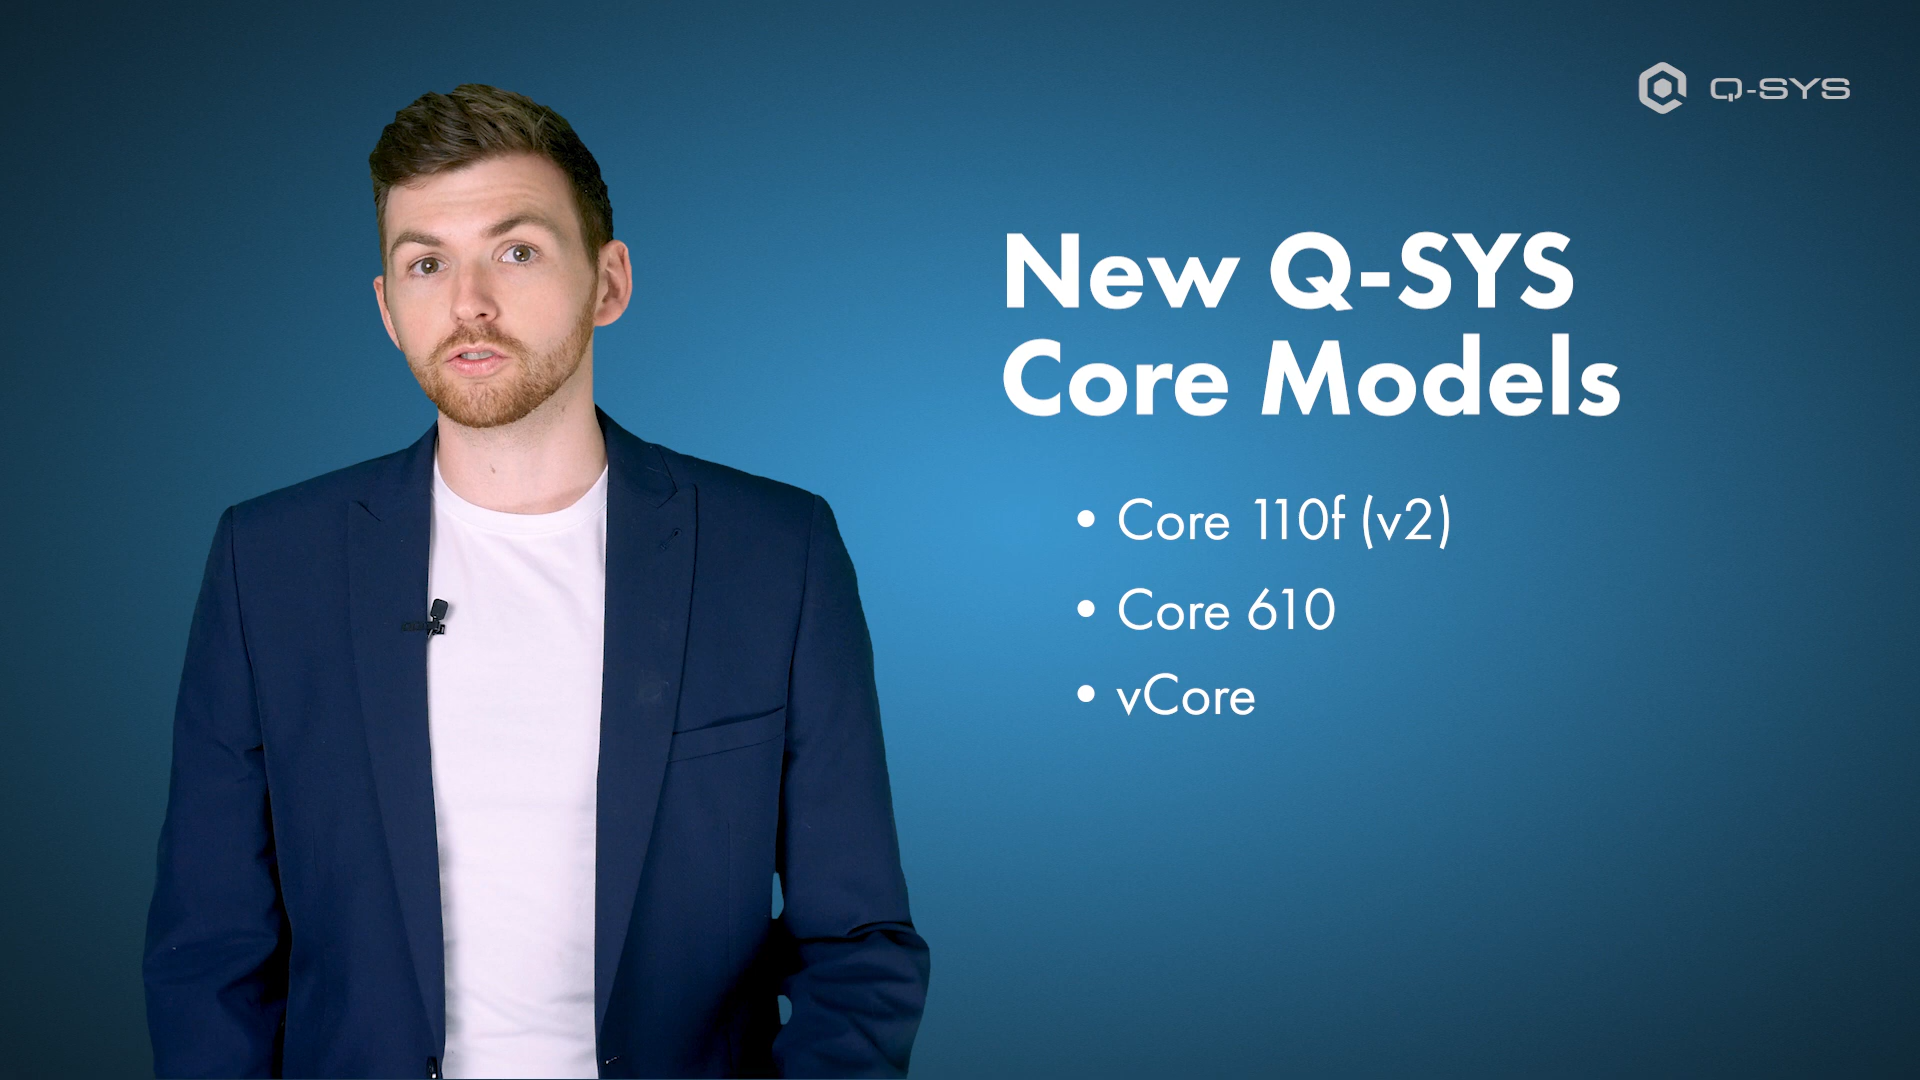 Q-SYS
New Q-SYS
Core Models
• Core 110f (v2)
• Core 610
• vCore